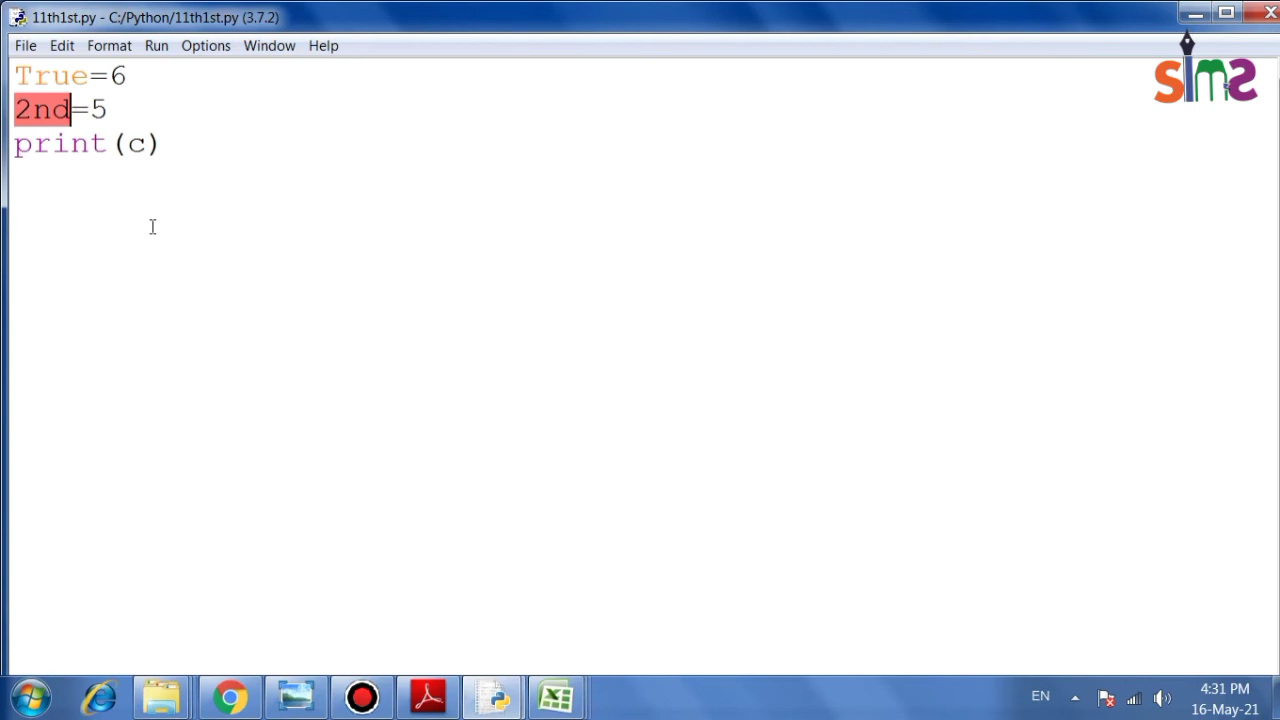 11th1st.py - C:/Python/11th1st.py (3.7.2)
File Edit Format Run Options Window Help
True=6
2nd=5
print(c)
sims
EN
4:31 PM
16-May-21